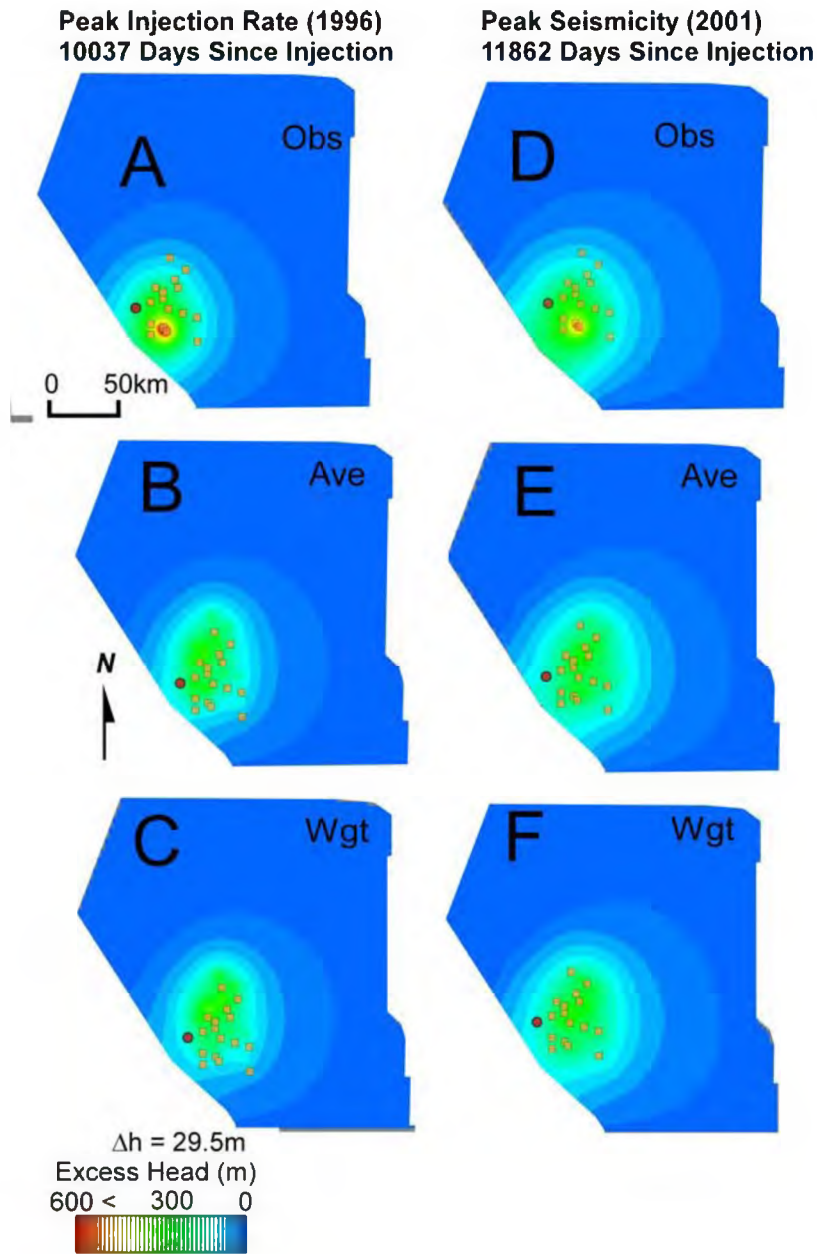 Peak Injection Rate (1996)
10037 Days Since Injection
Peak Seismicity (2001)
11862 Days Since Injection
A
Obs
D
Obs
0 50km
B
Ave
E
Ave
N
C
Wgt
F
Wgt
Δh = 29.5m
Excess Head (m)
600 < 300 0